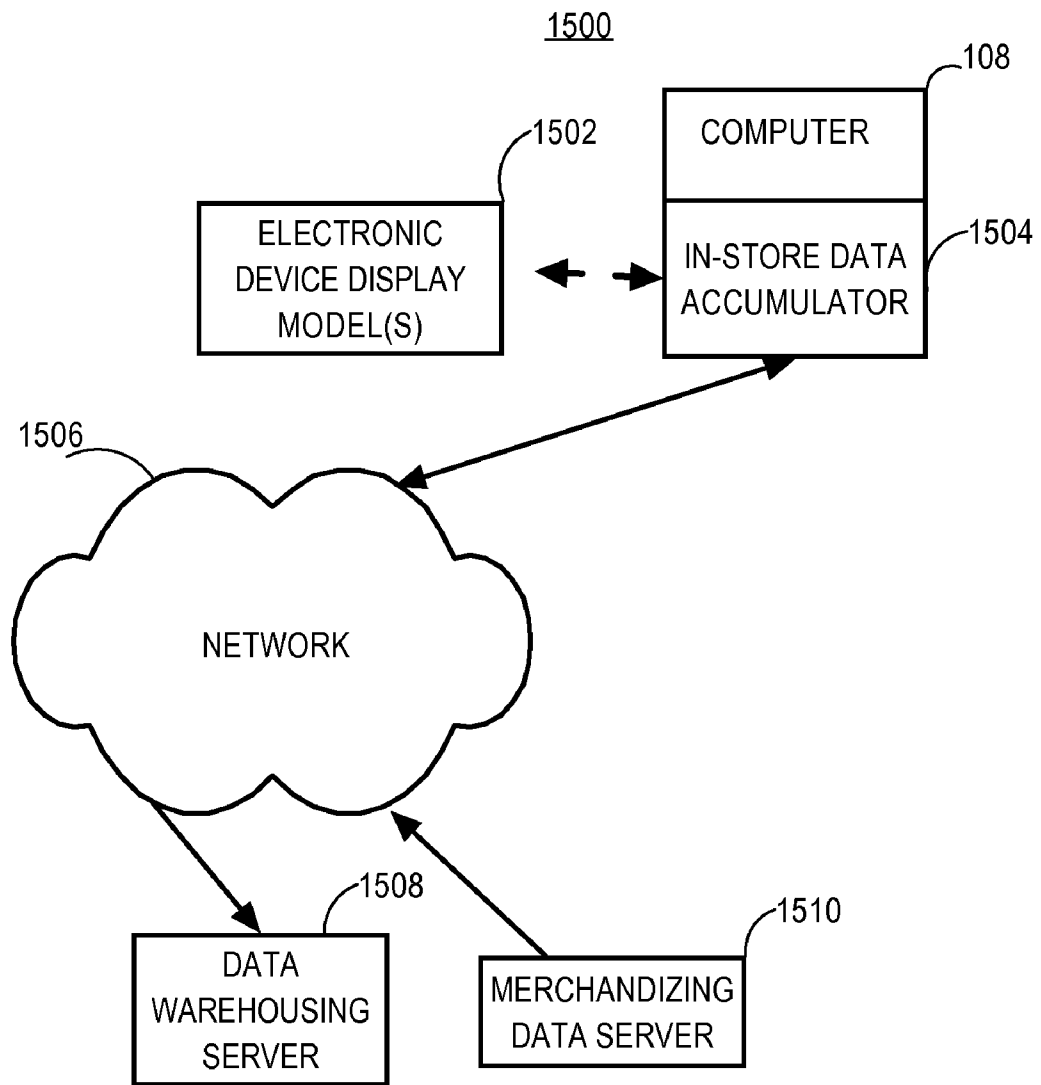 1500
108
COMPUTER
1502
1504
ELECTRONIC
DEVICE DISPLAY
MODEL(S)
IN-STORE DATA
ACCUMULATOR
1506
NETWORK
1508
1510
DATA
WAREHOUSING
SERVER
MERCHANDIZING
DATA SERVER